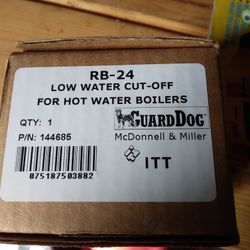 RB-24
LOW WATER CUT-OFF
FOR HOT WATER BOILERS
QTY: 1
P/N: 144685
GUARDDOG
McDonnell & Miller
ITT
075187503882